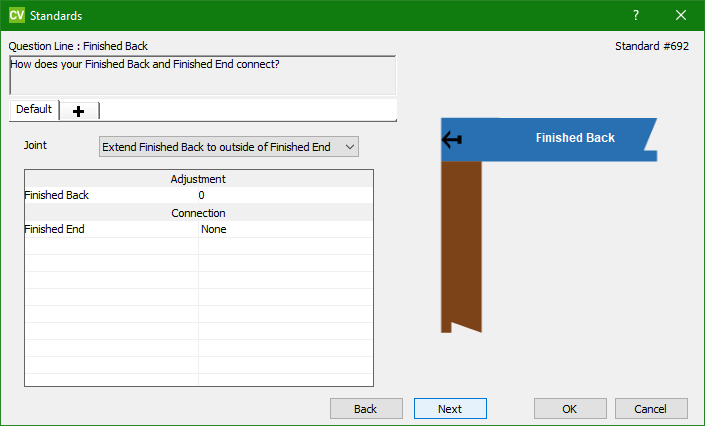 CV Standards ?
Question Line : Finished Back Standard #692
How does your Finished Back and Finished End connect?
Default
Joint Extend Finished Back to outside of Finished End
Adjustment
Finished Back 0
Connection
Finished End None
Finished Back
Back Next OK Cancel